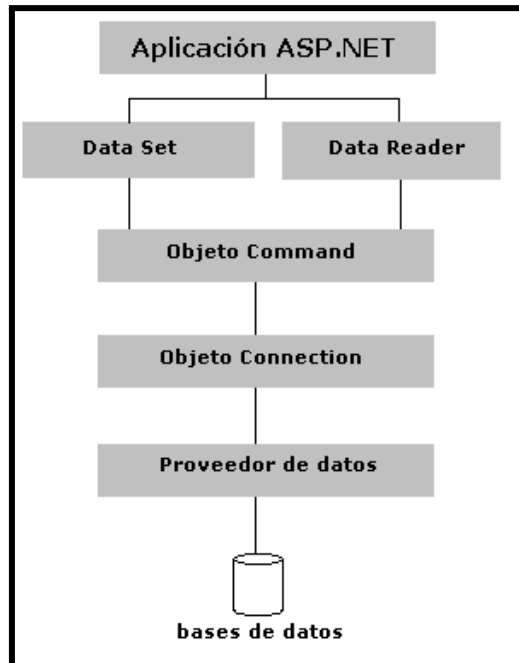 Aplicación ASP.NET
Data Set
Data Reader
Objeto Command
Objeto Connection
Proveedor de datos
bases de datos